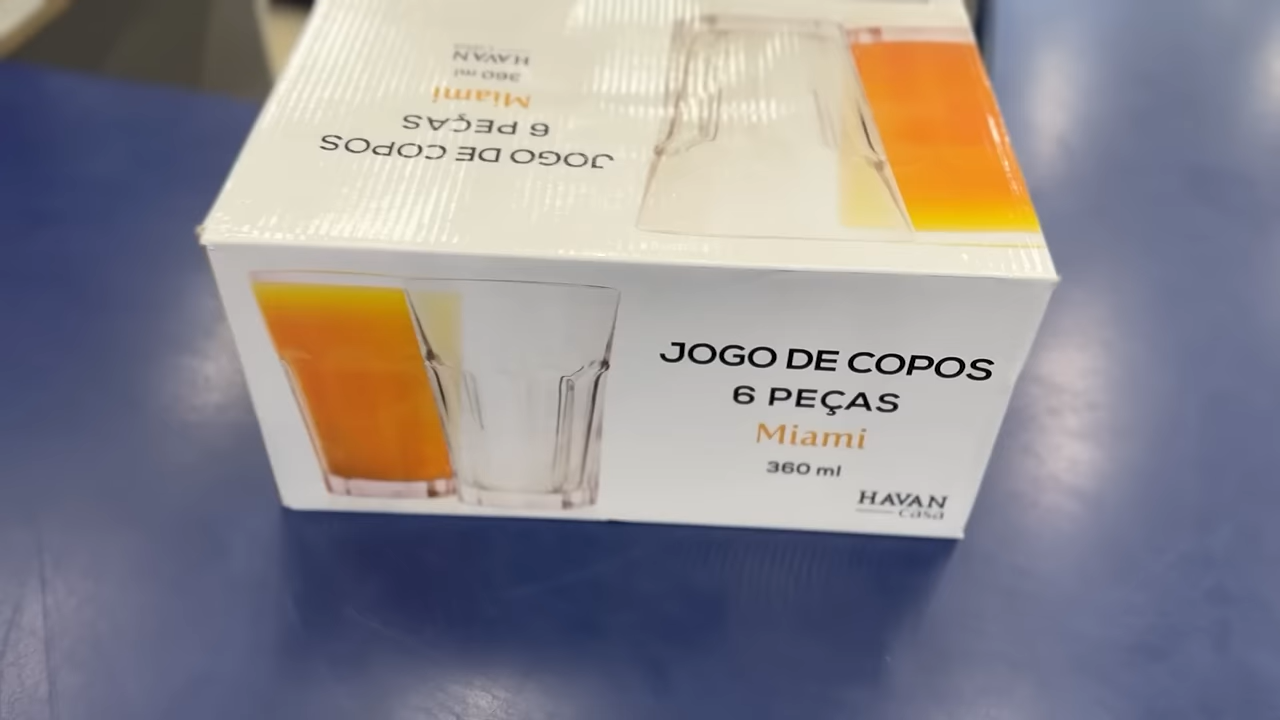 JOGO DE COPOS
6 PEÇAS
Miami
360 ml
HAVAN
casa
JOGO DE COPOS
6 PEÇAS
Miami
360 ml
HAVAN
casa